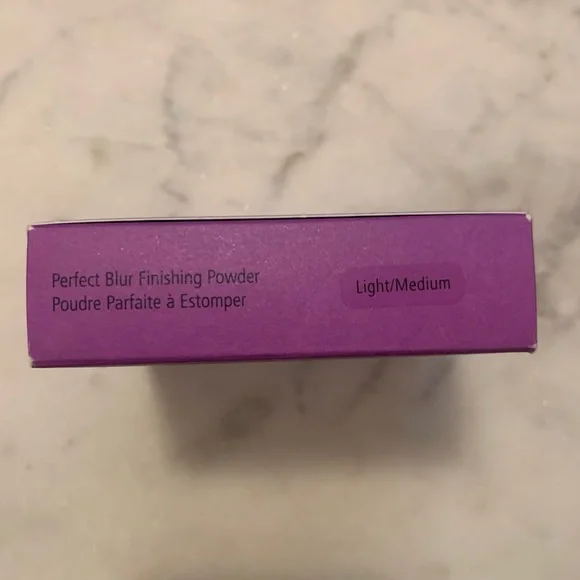 Perfect Blur Finishing Powder
Poudre Parfaite à Estomper
Light/Medium